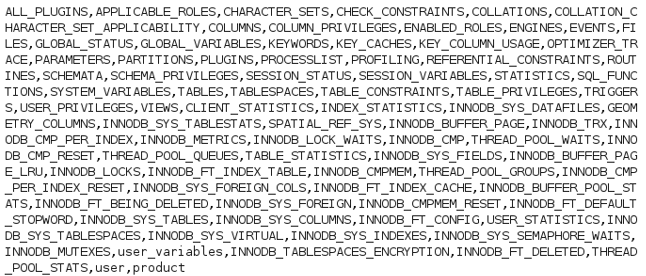 ALL_PLUGINS,APPLICABLE_ROLES,CHARACTER_SETS,CHECK_CONSTRAINTS,COLLATIONS,COLLATION_C
HARACTER_SET_APPLICABILITY,COLUMNS,COLUMN_PRIVILEGES,ENABLED_ROLES,ENGINES,EVENTS,FI
LES,GLOBAL_STATUS,GLOBAL_VARIABLES,KEYWORDS,KEY_CACHES,KEY_COLUMN_USAGE,OPTIMIZER_TR
ACE,PARAMETERS,PARTITIONS,PLUGINS,PROCESSLIST,PROFILING,REFERENTIAL_CONSTRAINTS,ROUT
INES,SCHEMATA,SCHEMA_PRIVILEGES,SESSION_STATUS,SESSION_VARIABLES,STATISTICS,SQL_FUNC
TIONS,SYSTEM_VARIABLES,TABLES,TABLESPACES,TABLE_CONSTRAINTS,TABLE_PRIVILEGES,TRIGGER
S,USER_PRIVILEGES,VIEWS,CLIENT_STATISTICS,INDEX_STATISTICS,INNODB_SYS_DATAFILES,GEOM
ETRY_COLUMNS,INNODB_SYS_TABLESTATS,SPATIAL_REF_SYS,INNODB_BUFFER_PAGE,INNODB_TRX,INN
ODB_CMP_PER_INDEX,INNODB_METRICS,INNODB_LOCK_WAITS,INNODB_CMP,THREAD_POOL_WAITS,INNO
DB_CMP_RESET,THREAD_POOL_QUEUES,TABLE_STATISTICS,INNODB_SYS_FIELDS,INNODB_BUFFER_PAG
E_LRU,INNODB_LOCKS,INNODB_FT_INDEX_TABLE,INNODB_CMPMEM,THREAD_POOL_GROUPS,INNODB_CMP
_PER_INDEX_RESET,INNODB_SYS_FOREIGN_COLS,INNODB_FT_INDEX_CACHE,INNODB_BUFFER_POOL_ST
ATS,INNODB_FT_BEING_DELETED,INNODB_SYS_FOREIGN,INNODB_CMPMEM_RESET,INNODB_FT_DEFAULT
_STOPWORD,INNODB_SYS_TABLES,INNODB_SYS_COLUMNS,INNODB_FT_CONFIG,USER_STATISTICS,INNO
DB_SYS_TABLESPACES,INNODB_SYS_VIRTUAL,INNODB_SYS_INDEXES,INNODB_SYS_SEMAPHORE_WAITS,
INNODB_MUTEXES,user_variables,INNODB_TABLESPACES_ENCRYPTION,INNODB_FT_DELETED,THREAD
_POOL_STATS,user,product